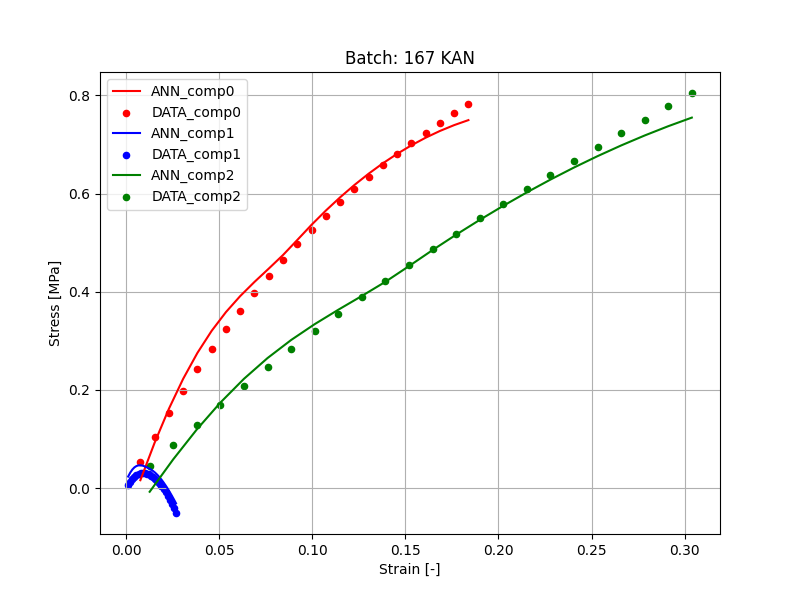 Batch: 167 KAN
ANN_comp0
DATA_comp0
ANN_comp1
DATA_comp1
ANN_comp2
DATA_comp2
Stress [MPa]
0.8
0.6
0.4
0.2
0.0
0.00 0.05 0.10 0.15 0.20 0.25 0.30
Strain [-]